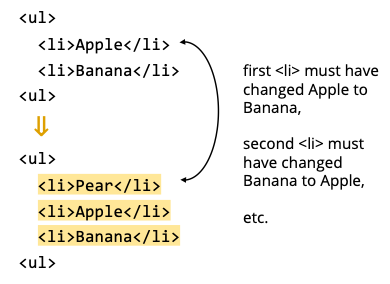 <ul>
<li>Apple</li>
<li>Banana</li>
<ul>
<ul>
<li>Pear</li>
<li>Apple</li>
<li>Banana</li>
<ul>
first <li> must have
changed Apple to
Banana,
second <li> must
have changed
Banana to Apple,
etc.